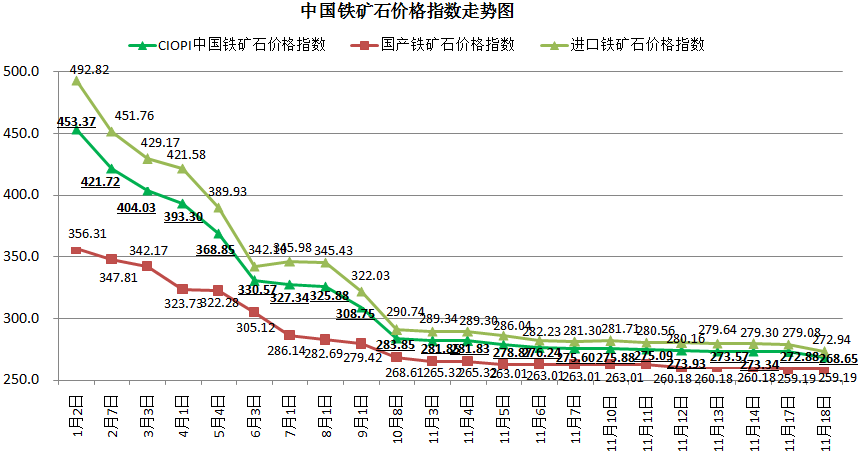 中国铁矿石价格指数走势图
CIOPI中国铁矿石价格指数 国产铁矿石价格指数 进口铁矿石价格指数
500.0
450.0
400.0
350.0
300.0
250.0
492.82 451.76 429.17 421.58 389.93 342.10 345.98 345.43 322.03 290.74 289.34 289.30 286.04 282.23 281.30 281.71 280.56 280.16 279.64 279.30 279.08 272.94
453.37 421.72 404.03 393.30 368.85 330.57 327.34 325.88 308.75 283.85 281.85 281.83 278.87 276.24 275.60 275.88 275.09 273.93 273.57 273.34 272.88 268.65
356.31 347.81 342.17 323.73 322.28 305.12 286.14 282.69 279.42 268.61 265.32 265.32 263.01 263.01 263.01 263.01 260.18 260.18 260.18 259.19 259.19
1月2日 2月7日 3月3日 4月1日 5月4日 6月3日 7月1日 8月1日 9月1日 10月8日 11月3日 11月4日 11月5日 11月6日 11月7日 11月10日 11月11日 11月12日 11月13日 11月14日 11月17日 11月18日